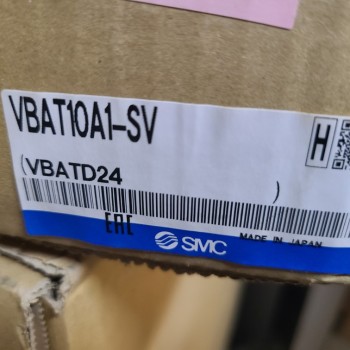 VBAT10A1-SV
H
(VBATD24 )
EAC
SMC
MADE IN JAPAN